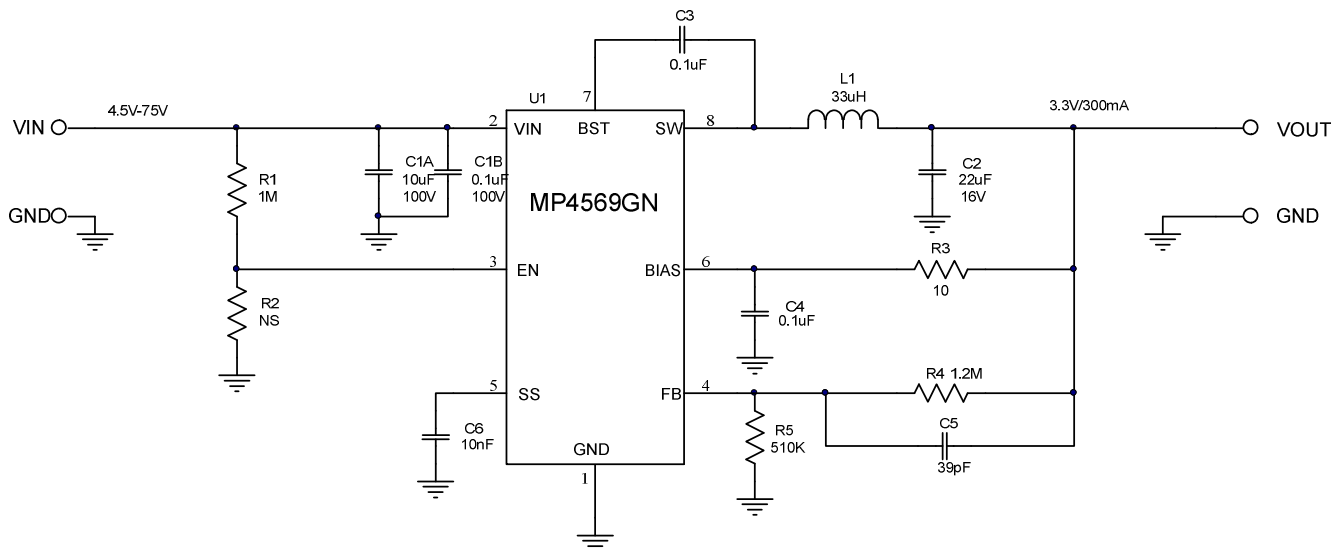 C3
0.1uF
U1
7
L1
33uH
4.5V-75V
3.3V/300mA
VIN
2
VIN
BST
SW
8
VOUT
R1
1M
C1A
10uF
100V
C1B
0.1uF
100V
MP4569GN
C2
22uF
16V
GND
GND
3
EN
BIAS
6
R3
10
R2
NS
C4
0.1uF
5
SS
FB
4
R4 1.2M
C6
10nF
R5
510K
C5
39pF
GND
1